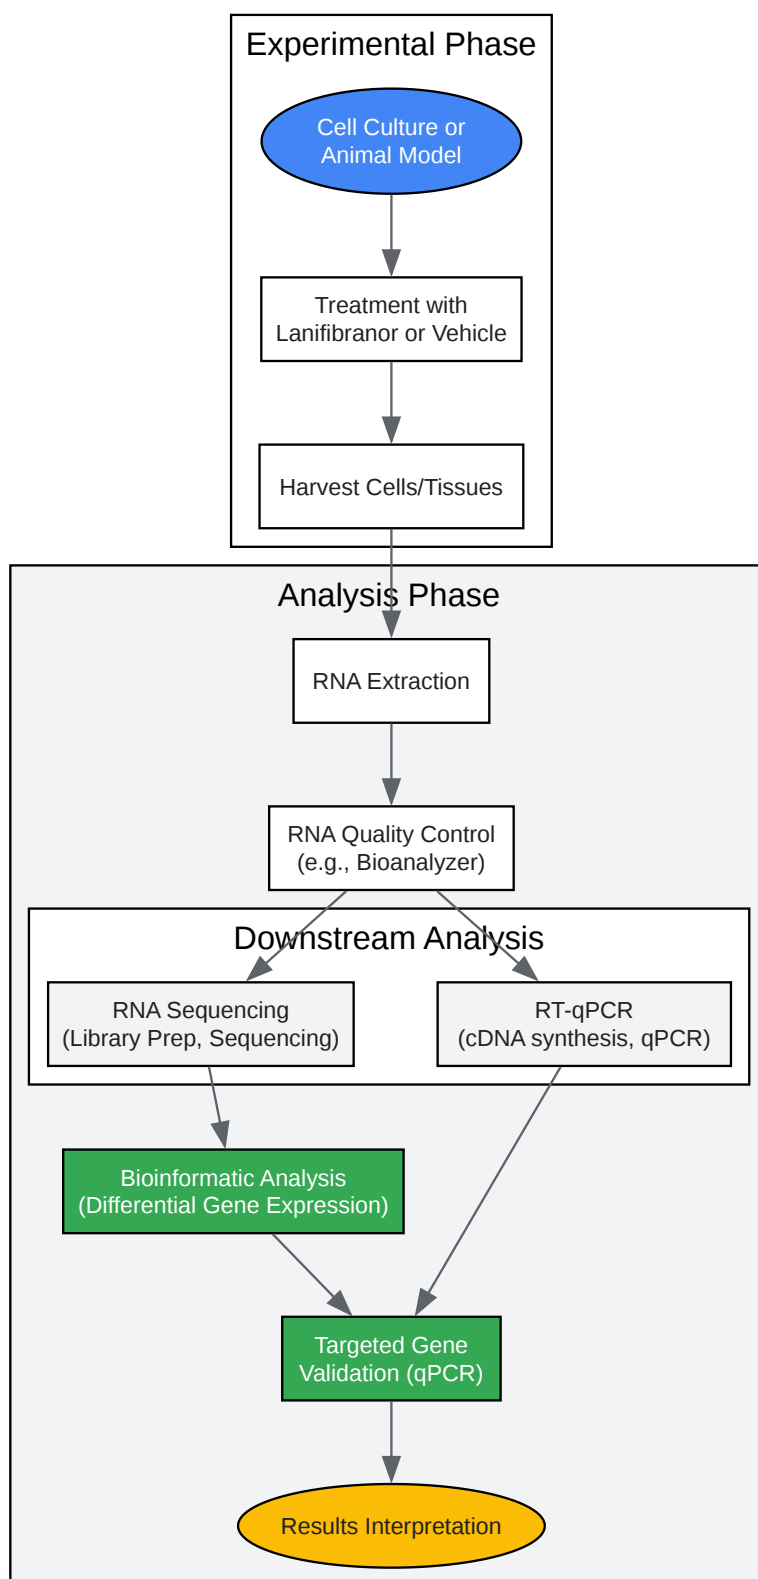 Experimental Phase
Cell Culture or
Animal Model
Treatment with
Lanifibranor or Vehicle
Harvest Cells/Tissues
Analysis Phase
RNA Extraction
RNA Quality Control
(e.g., Bioanalyzer)
Downstream Analysis
RNA Sequencing
(Library Prep, Sequencing)
RT-qPCR
(cDNA synthesis, qPCR)
Bioinformatic Analysis
(Differential Gene Expression)
Targeted Gene
Validation (qPCR)
Results Interpretation